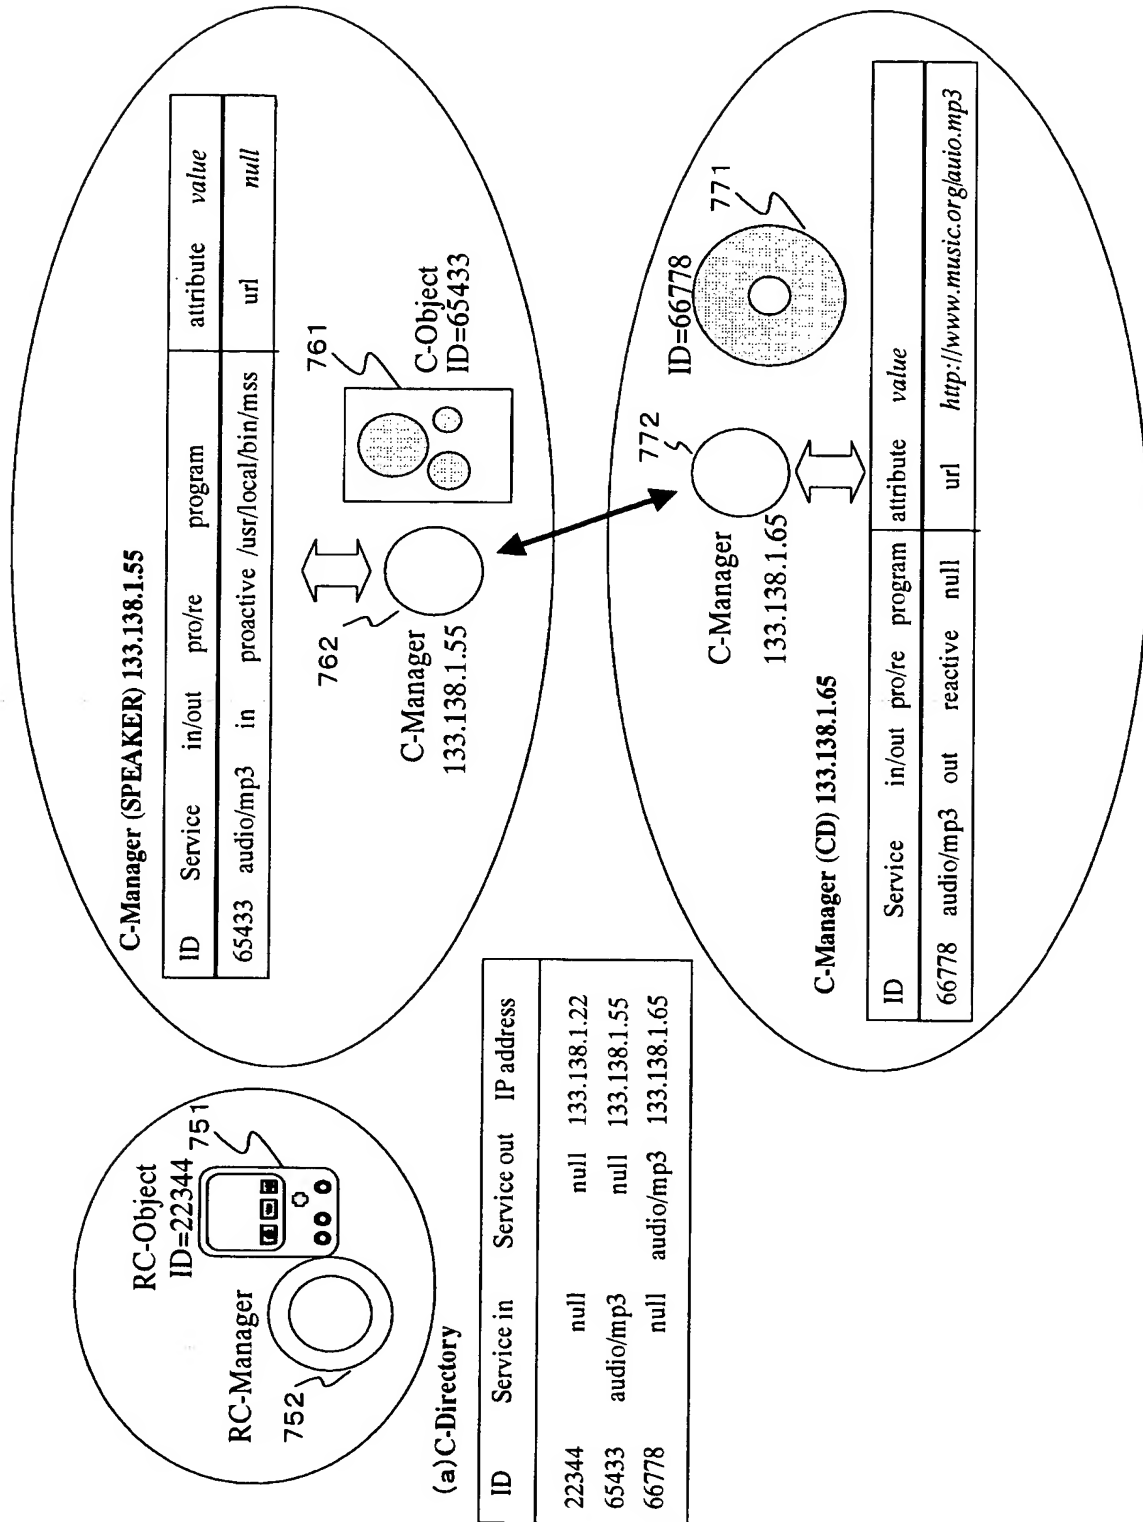 RC-Object
ID=22344
751
RC-Manager
752
(a)C-Directory
ID Service in Service out IP address
22344 null null 133.138.1.22
65433 audio/mp3 null 133.138.1.55
66778 null audio/mp3 133.138.1.65
C-Manager (SPEAKER) 133.138.1.55
ID Service in/out pro/re program attribute value
65433 audio/mp3 in proactive /usr/local/bin/mss url null
762
C-Manager
133.138.1.55
761
C-Object
ID=65433
ID=66778
771
772
C-Manager
133.138.1.65
C-Manager (CD) 133.138.1.65
ID Service in/out pro/re program attribute value
66778 audio/mp3 out reactive null url http://www.music.org/auio.mp3